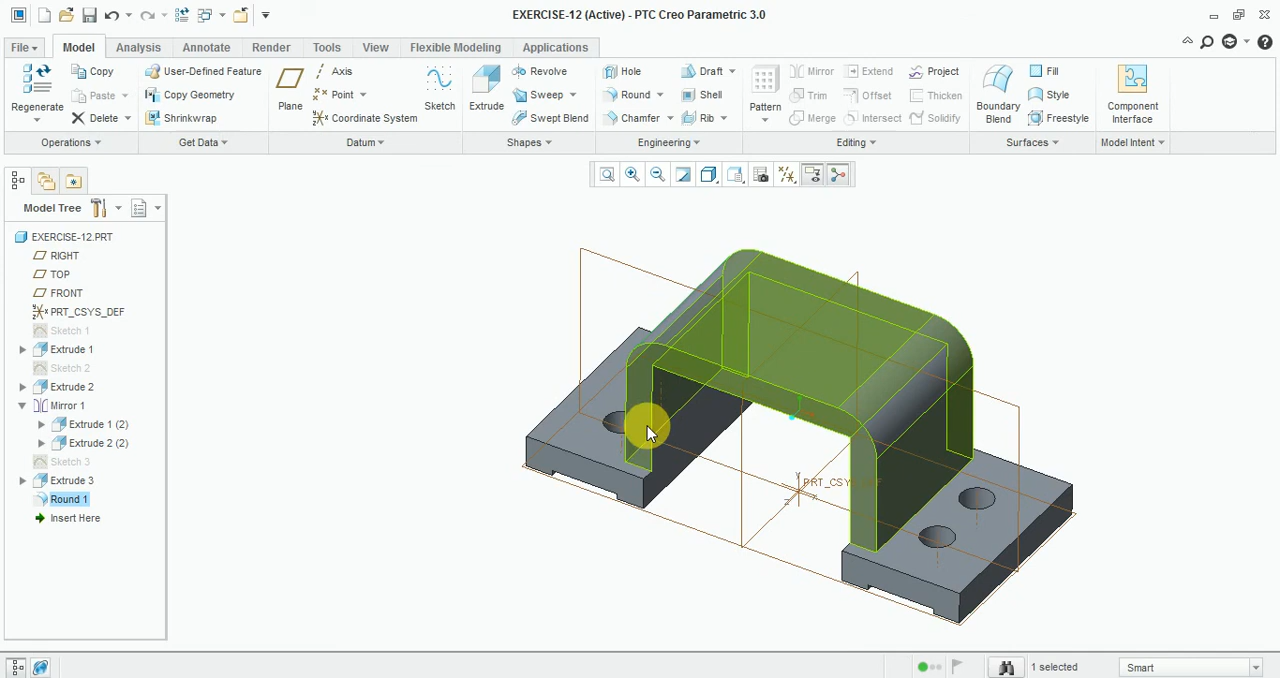 EXERCISE-12 (Active) - PTC Creo Parametric 3.0
File Model Analysis Annotate Render Tools View Flexible Modeling Applications
Regenerate
Copy
Paste
Delete
Operations
User-Defined Feature
Copy Geometry
Shrinkwrap
Get Data
Plane
Axis
Point
Coordinate System
Sketch
Datum
Extrude
Revolve
Sweep
Swept Blend
Shapes
Hole
Round
Chamfer
Draft
Shell
Rib
Engineering
Pattern
Mirror
Trim
Merge
Extend
Offset
Intersect
Project
Thicken
Solidify
Editing
Boundary
Blend
Fill
Style
Freestyle
Surfaces
Component
Interface
Model Intent
Model Tree
EXERCISE-12.PRT
RIGHT
TOP
FRONT
PRT_CSYS_DEF
Sketch 1
Extrude 1
Sketch 2
Extrude 2
Mirror 1
Extrude 1 (2)
Extrude 2 (2)
Sketch 3
Extrude 3
Round 1
Insert Here
Y
Z
1 selected
Smart